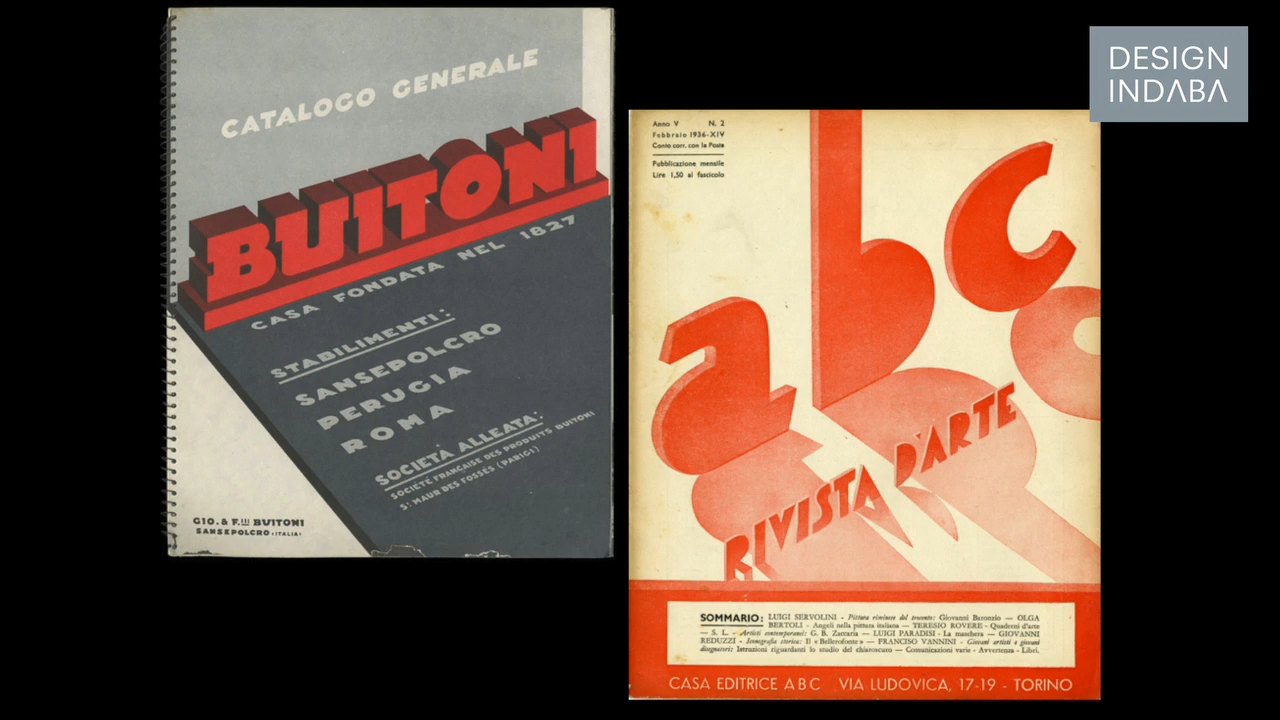 CATALOGO GENERALE
BUITONI
CASA FONDATA NEL 1827
STABILIMENTI:
SANSEPOLCRO
PERUGIA
ROMA
SOCIETÀ ALLEATA:
SOCIÉTÉ FRANÇAISE DES PRODUITS BUITONI
ST MAUR DES FOSSÉS (PARIGI)
GIO. & F.LLI BUITONI
SANSEPOLCRO (ITALIA)
Anno V N. 2
Febbraio 1936-XIV
Conto corr. con la Posta
Pubblicazione mensile
Lire 1,50 al fascicolo
abc
RIVISTA D'ARTE
SOMMARIO: LUIGI SERVOLINI - Pittura riminese del trecento: Giovanni Baronzio — OLGA
BERTOLI - Angeli nella pittura italiana — TERESIO ROVERE - Quaderni d'arte
— S. L. - Artisti contemporanei: G. B. Zaccaria — LUIGI PARADISI - La maschera — GIOVANNI
REDUZZI - Iconografia storica: Il « Bellerofonte » — FRANCISO VANNINI - Giovani artisti e giovani
disegnatori: Istruzioni riguardanti lo studio del chiaroscuro — Comunicazioni varie - Avvertenza - Libri.
CASA EDITRICE ABC VIA LUDOVICA, 17-19 - TORINO
DESIGN
INDABA